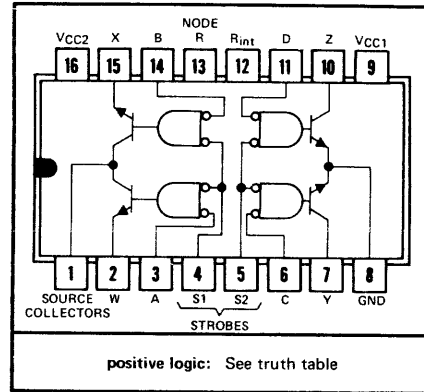 NODE
VCC2 X B R Rint D Z VCC1
16 15 14 13 12 11 10 9
1 2 3 4 5 6 7 8
SOURCE W A S1 S2 C Y GND
COLLECTORS
STROBES
positive logic: See truth table